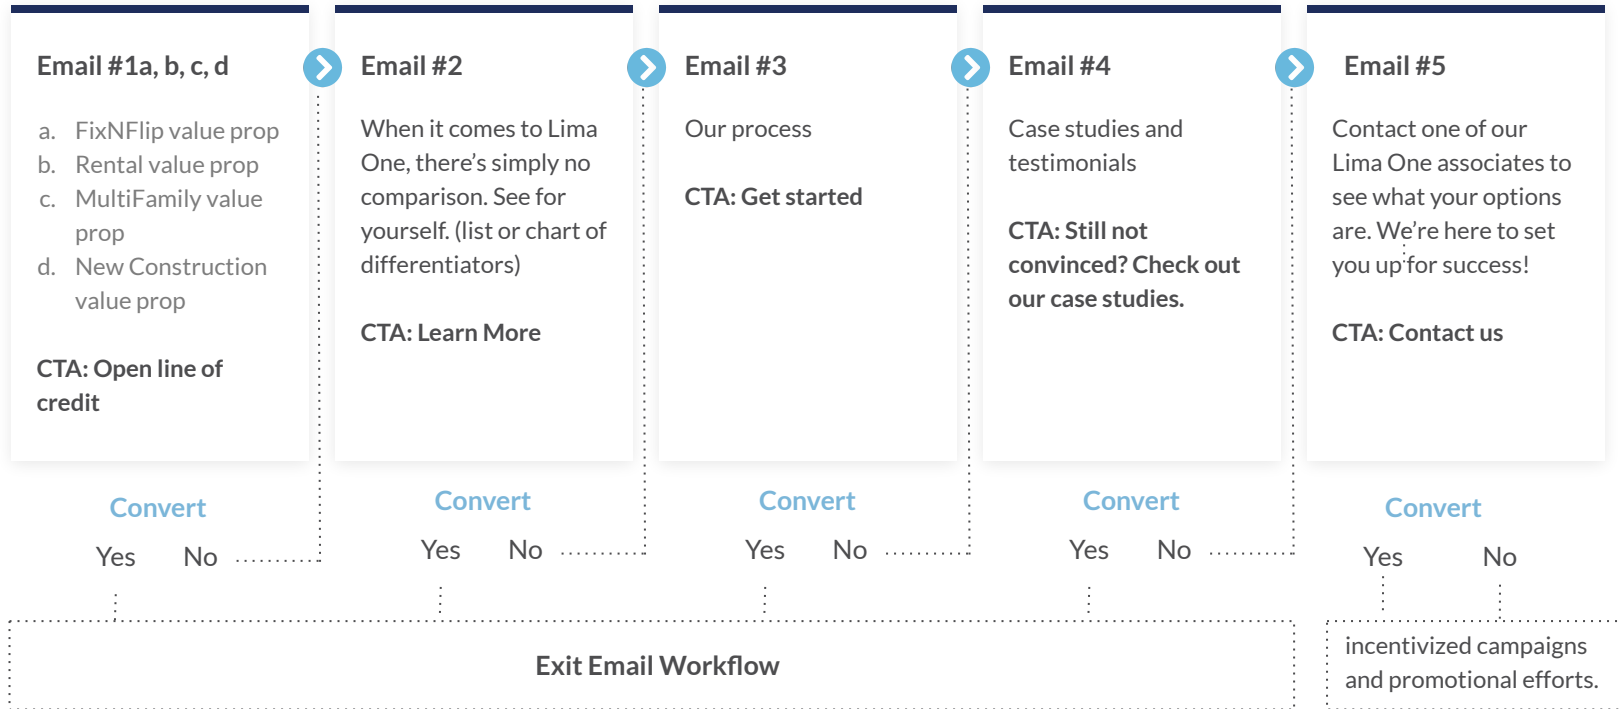 Email #1a, b, c, d
a. FixNFlip value prop
b. Rental value prop
c. MultiFamily value
prop
d. New Construction
value prop
CTA: Open line of
credit
Convert
Yes No
Email #2
When it comes to Lima
One, there’s simply no
comparison. See for
yourself. (list or chart of
differentiators)
CTA: Learn More
Convert
Yes No
Email #3
Our process
CTA: Get started
Convert
Yes No
Email #4
Case studies and
testimonials
CTA: Still not
convinced? Check out
our case studies.
Convert
Yes No
Email #5
Contact one of our
Lima One associates to
see what your options
are. We’re here to set
you up for success!
CTA: Contact us
Convert
Yes No
Exit Email Workflow
incentivized campaigns
and promotional efforts.